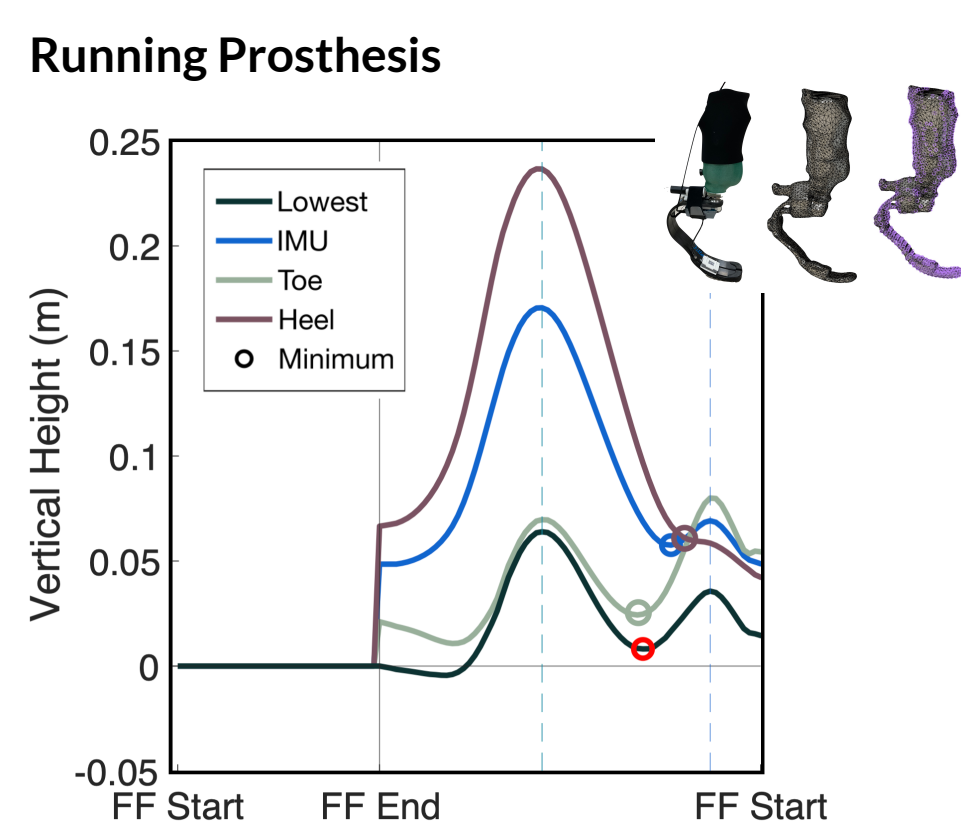 Running Prosthesis
0.25
0.2
0.15
0.1
0.05
0
-0.05
Vertical Height (m)
Lowest
IMU
Toe
Heel
Minimum
FF Start
FF End
FF Start